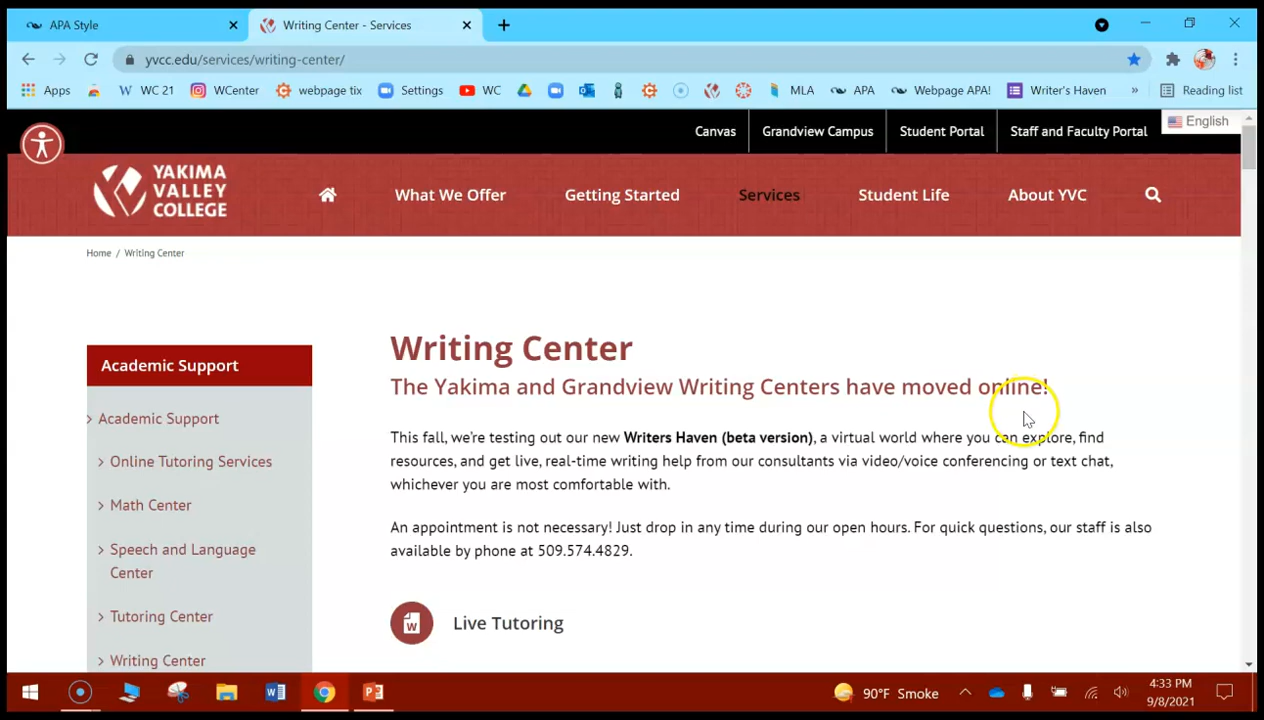 APA Style
Writing Center - Services
yvcc.edu/services/writing-center/
Apps
WC 21
WCenter
webpage tix
Settings
WC
MLA
APA
Webpage APA!
Writer's Haven
»
Reading list
Canvas
Grandview Campus
Student Portal
Staff and Faculty Portal
English
YAKIMA
VALLEY
COLLEGE
What We Offer
Getting Started
Services
Student Life
About YVC
Home / Writing Center
Academic Support
Academic Support
Online Tutoring Services
Math Center
Speech and Language
Center
Tutoring Center
Writing Center
Writing Center
The Yakima and Grandview Writing Centers have moved online!
This fall, we're testing out our new Writers Haven (beta version), a virtual world where you can explore, find
resources, and get live, real-time writing help from our consultants via video/voice conferencing or text chat,
whichever you are most comfortable with.
An appointment is not necessary! Just drop in any time during our open hours. For quick questions, our staff is also
available by phone at 509.574.4829.
Live Tutoring
90°F Smoke
4:33 PM
9/8/2021